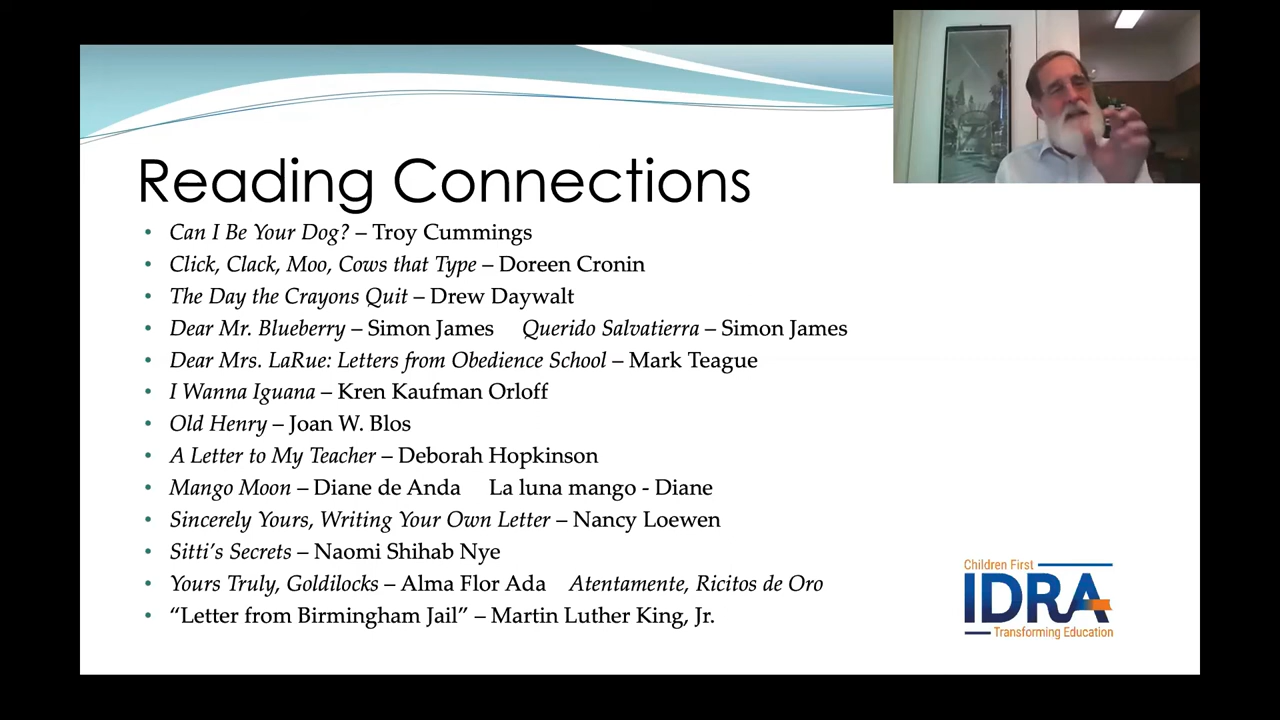 Reading Connections
• Can I Be Your Dog? – Troy Cummings
• Click, Clack, Moo, Cows that Type – Doreen Cronin
• The Day the Crayons Quit – Drew Daywalt
• Dear Mr. Blueberry – Simon James Querido Salvatierra – Simon James
• Dear Mrs. LaRue: Letters from Obedience School – Mark Teague
• I Wanna Iguana – Kren Kaufman Orloff
• Old Henry – Joan W. Blos
• A Letter to My Teacher – Deborah Hopkinson
• Mango Moon – Diane de Anda La luna mango - Diane
• Sincerely Yours, Writing Your Own Letter – Nancy Loewen
• Sitti’s Secrets – Naomi Shihab Nye
• Yours Truly, Goldilocks – Alma Flor Ada Atentamente, Ricitos de Oro
• “Letter from Birmingham Jail” – Martin Luther King, Jr.
Children First
IDRA
Transforming Education